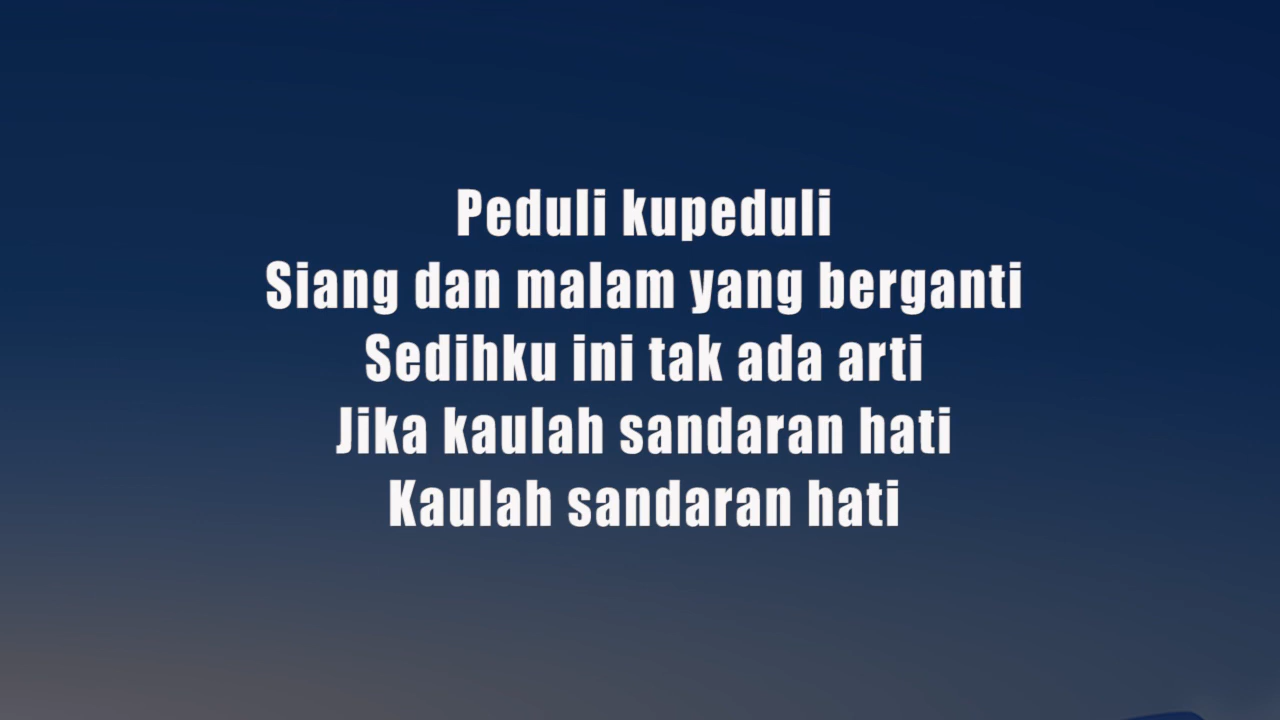 Peduli kupeduli
Siang dan malam yang berganti
Sedihku ini tak ada arti
Jika kaulah sandaran hati
Kaulah sandaran hati